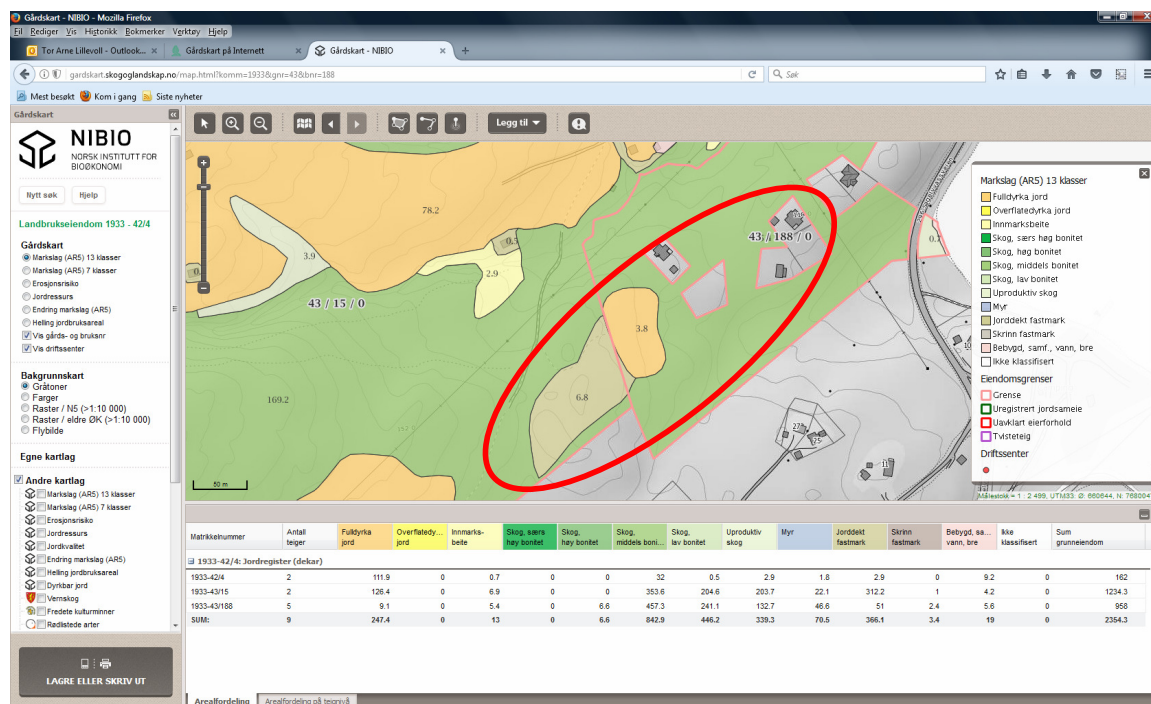 Gårdskart - NIBIO - Mozilla Firefox
Fil Rediger Vis Historikk Bokmerker Verktøy Hjelp
Tor Arne Lillevoll - Outlook... ×
Gårdskart på Internett ×
Gårdskart - NIBIO ×
gardskart.skogoglandskap.no/map.html?komm=1933&gnr=43&bnr=188
Søk
Mest besøkt Kom i gang Siste nyheter
Gårdskart
NIBIO
NORSK INSTITUTT FOR
BIOØKONOMI
Nytt søk Hjelp
Landbrukseiendom 1933 - 42/4
Gårdskart
Markslag (AR5) 13 klasser
Markslag (AR5) 7 klasser
Erosjonsrisiko
Jordressurs
Endring markslag (AR5)
Helling jordbruksareal
Vis gårds- og bruksnr
Vis driftssenter
Bakgrunnskart
Gråtoner
Farger
Raster / N5 (>1:10 000)
Raster / eldre ØK (>1:10 000)
Flybilde
Egne kartlag
Andre kartlag
Markslag (AR5) 13 klasser
Markslag (AR5) 7 klasser
Erosjonsrisiko
Jordressurs
Jordkvalitet
Endring markslag (AR5)
Helling jordbruksareal
Dyrkbar jord
Vernskog
Fredete kulturminner
Rødlistede arter
LAGRE ELLER SKRIV UT
Legg til
78.2
3.9
0.5
2.9
43 / 15 / 0
43 / 188 / 0
0.7
3.8
6.8
169.2
27
25
11
50 m
Markslag (AR5) 13 klasser
Fulldyrka jord
Overflatedyrka jord
Innmarksbeite
Skog, særs høg bonitet
Skog, høg bonitet
Skog, middels bonitet
Skog, lav bonitet
Uproduktiv skog
Myr
Jorddekt fastmark
Skrinn fastmark
Bebygd, samf., vann, bre
Ikke klassifisert
Eiendomsgrenser
Grense
Uregistrert jordsameie
Uavklart eierforhold
Tvisteteig
Driftssenter
Målestokk = 1 : 2 499, UTM33: Ø: 660644, N: 768004
Matrikkelnummer Antall teiger Fulldyrka jord Overflatedy... jord Innmarks- beite Skog, særs høy bonitet Skog, høy bonitet Skog, middels boni... Skog, lav bonitet Uproduktiv skog Myr Jorddekt fastmark Skrinn fastmark Bebygd, sa... vann, bre Ikke klassifisert Sum grunneiendom
1933-42/4: Jordregister (dekar)
1933-42/4 2 111.9 0 0.7 0 0 32 0.5 2.9 1.8 2.9 0 9.2 0 162
1933-43/15 2 126.4 0 6.9 0 0 353.6 204.6 203.7 22.1 312.2 1 4.2 0 1234.3
1933-43/188 5 9.1 0 5.4 0 6.6 457.3 241.1 132.7 46.6 51 2.4 5.6 0 958
SUM: 9 247.4 0 13 0 6.6 842.9 446.2 339.3 70.5 366.1 3.4 19 0 2354.3
Arealfordeling Arealfordeling på teignivå